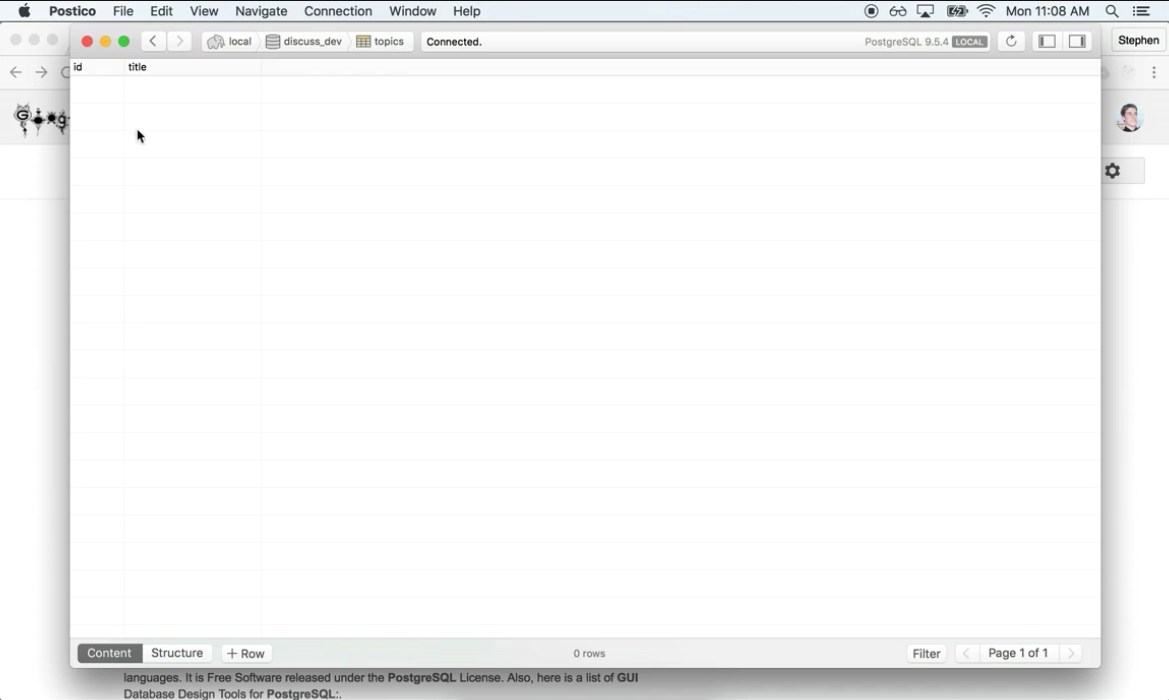 Postico File Edit View Navigate Connection Window Help Mon 11:08 AM
local discuss_dev topics Connected. PostgreSQL 9.5.4 LOCAL
Stephen
id title
Content Structure + Row 0 rows Filter Page 1 of 1
languages. It is Free Software released under the PostgreSQL License. Also, here is a list of GUI
Database Design Tools for PostgreSQL:.